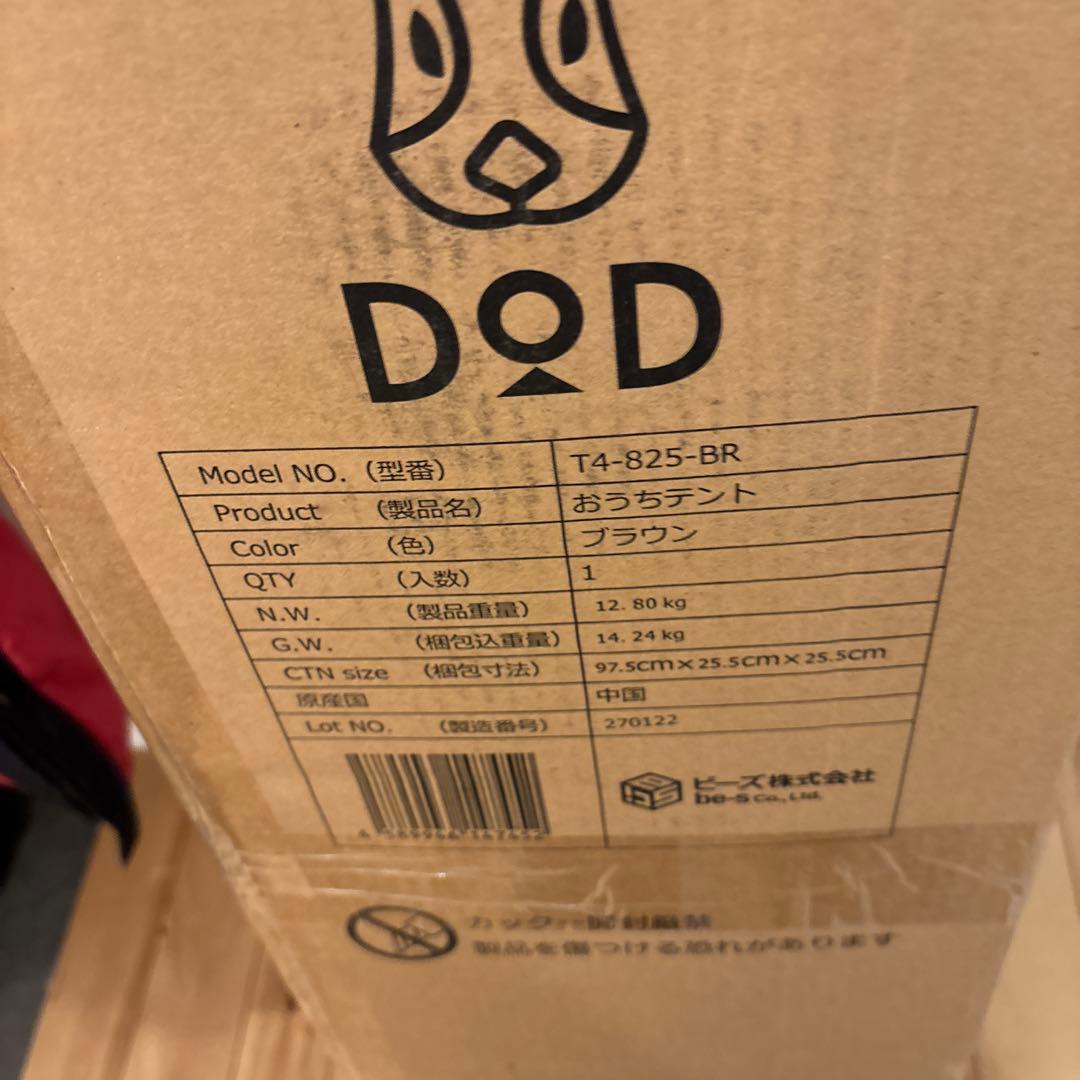 DOD
Model NO. (型番) T4-825-BR
Product (製品名) おうちテント
Color (色) ブラウン
QTY (入数) 1
N.W. (製品重量) 12.80 kg
G.W. (梱包込重量) 14.24 kg
CTN size (梱包寸法) 97.5cm×25.5cm×25.5cm
原産国 中国
Lot NO. (製造番号) 270122
ビーズ株式会社
be-s Co., Ltd.
カッター開封厳禁
製品を傷つける恐れがあります